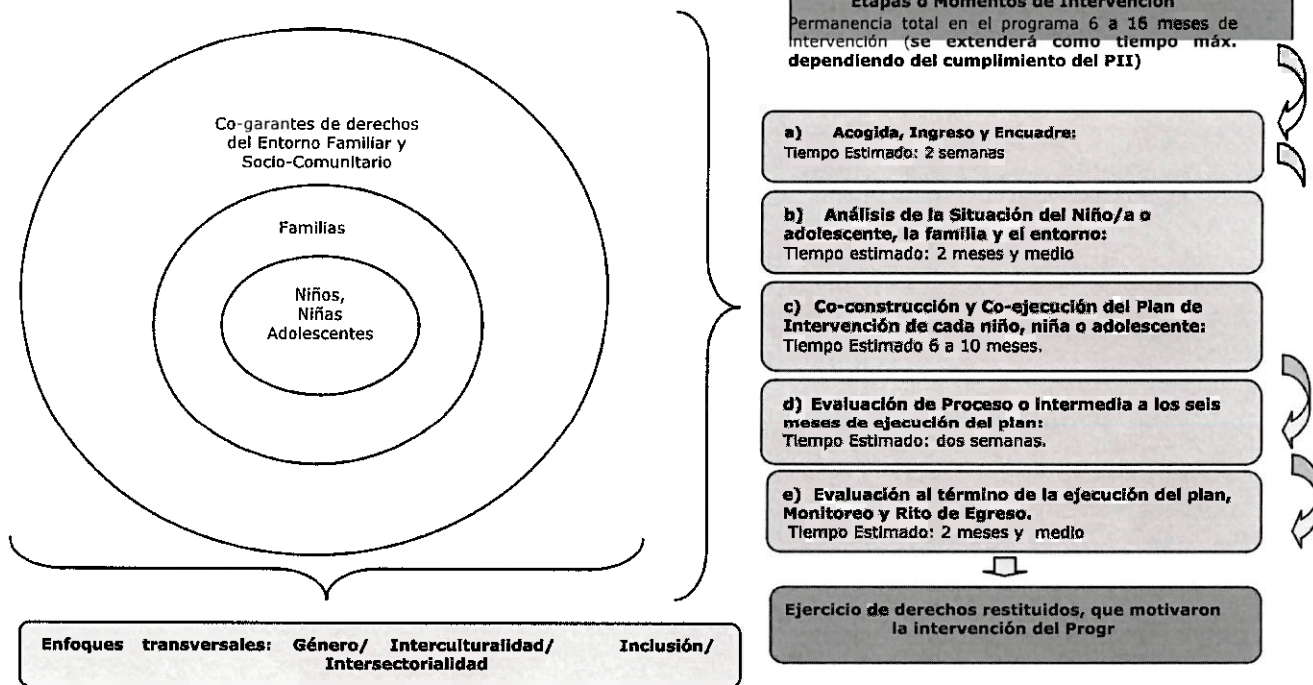 Co-garantes de derechos
del Entorno Familiar y
Socio-Comunitario
Familias
Niños,
Niñas
Adolescentes
Enfoques transversales: Género/ Interculturalidad/ Inclusión/
Intersectorialidad
Etapas o Momentos de Intervención
Permanencia total en el programa 6 a 16 meses de
intervención (se extenderá como tiempo máx.
dependiendo del cumplimiento del PII)
a) Acogida, Ingreso y Encuadre:
Tiempo Estimado: 2 semanas
b) Análisis de la Situación del Niño/a o
adolescente, la familia y el entorno:
Tiempo estimado: 2 meses y medio
c) Co-construcción y Co-ejecución del Plan de
Intervención de cada niño, niña o adolescente:
Tiempo Estimado 6 a 10 meses.
d) Evaluación de Proceso o intermedia a los seis
meses de ejecución del plan:
Tiempo Estimado: dos semanas.
e) Evaluación al término de la ejecución del plan,
Monitoreo y Rito de Egreso.
Tiempo Estimado: 2 meses y medio
Ejercicio de derechos restituidos, que motivaron
la intervención del Progr